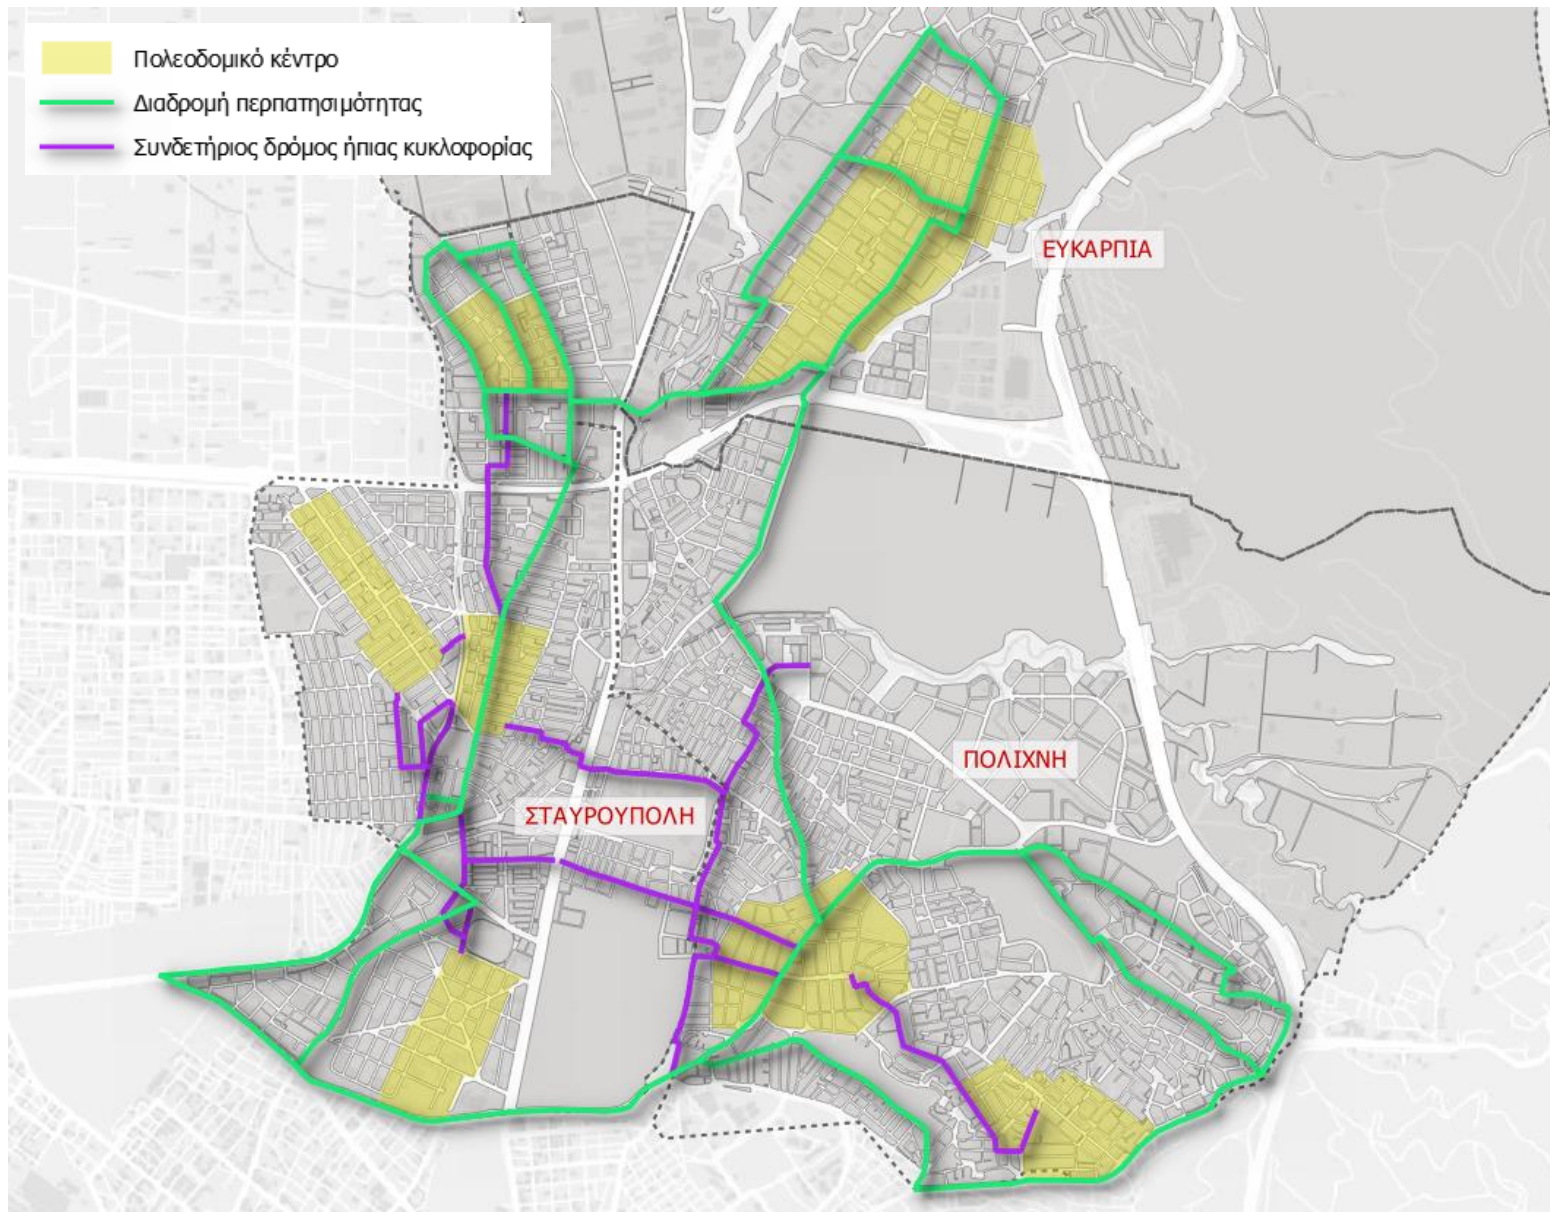 Πολεοδομικό κέντρο
Διαδρομή περπατησιμότητας
Συνδετήριος δρόμος ήπιας κυκλοφορίας
ΕΥΚΑΡΠΙΑ
ΠΟΛΙΧΝΗ
ΣΤΑΥΡΟΥΠΟΛΗ